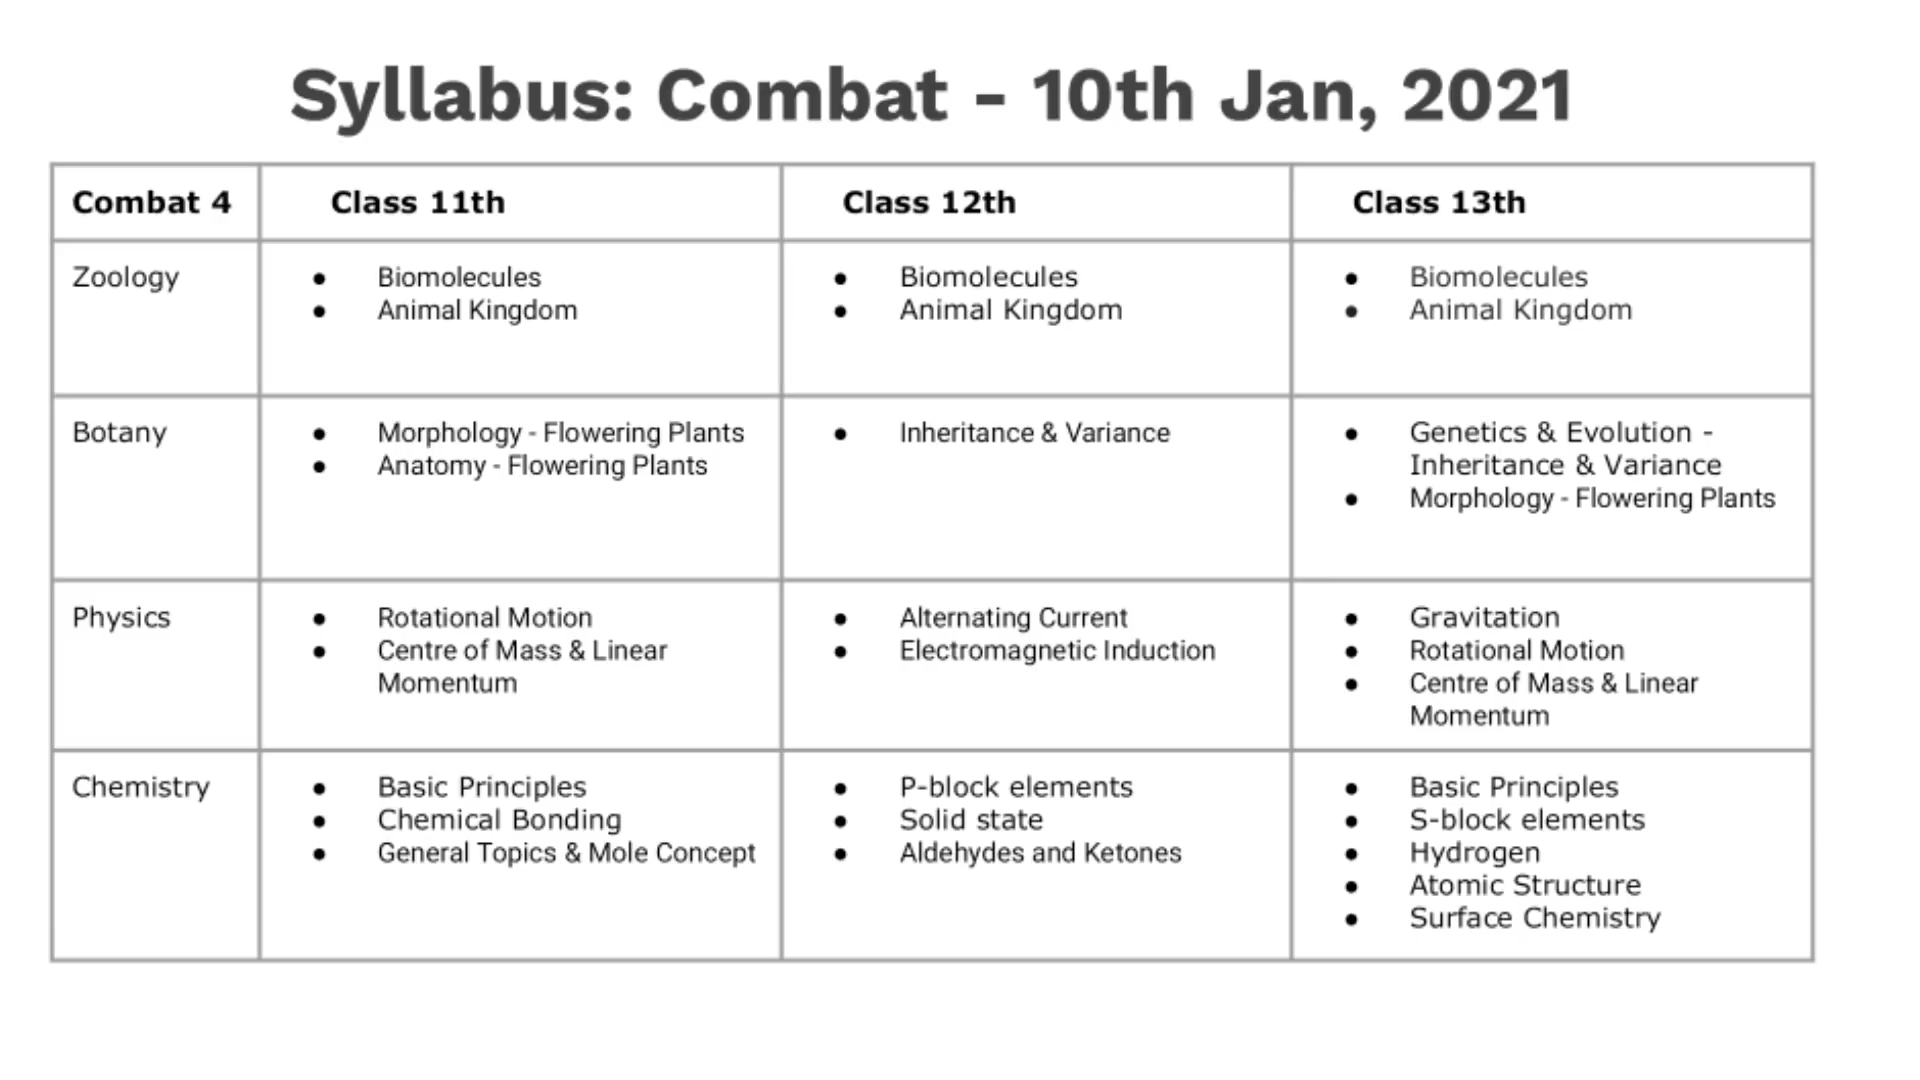 Syllabus: Combat - 10th Jan, 2021
Combat 4
Class 11th
Class 12th
Class 13th
Zoology
● Biomolecules
● Animal Kingdom
● Biomolecules
● Animal Kingdom
● Biomolecules
● Animal Kingdom
Botany
● Morphology - Flowering Plants
● Anatomy - Flowering Plants
● Inheritance & Variance
● Genetics & Evolution -
Inheritance & Variance
● Morphology - Flowering Plants
Physics
● Rotational Motion
● Centre of Mass & Linear
Momentum
● Alternating Current
● Electromagnetic Induction
● Gravitation
● Rotational Motion
● Centre of Mass & Linear
Momentum
Chemistry
● Basic Principles
● Chemical Bonding
● General Topics & Mole Concept
● P-block elements
● Solid state
● Aldehydes and Ketones
● Basic Principles
● S-block elements
● Hydrogen
● Atomic Structure
● Surface Chemistry